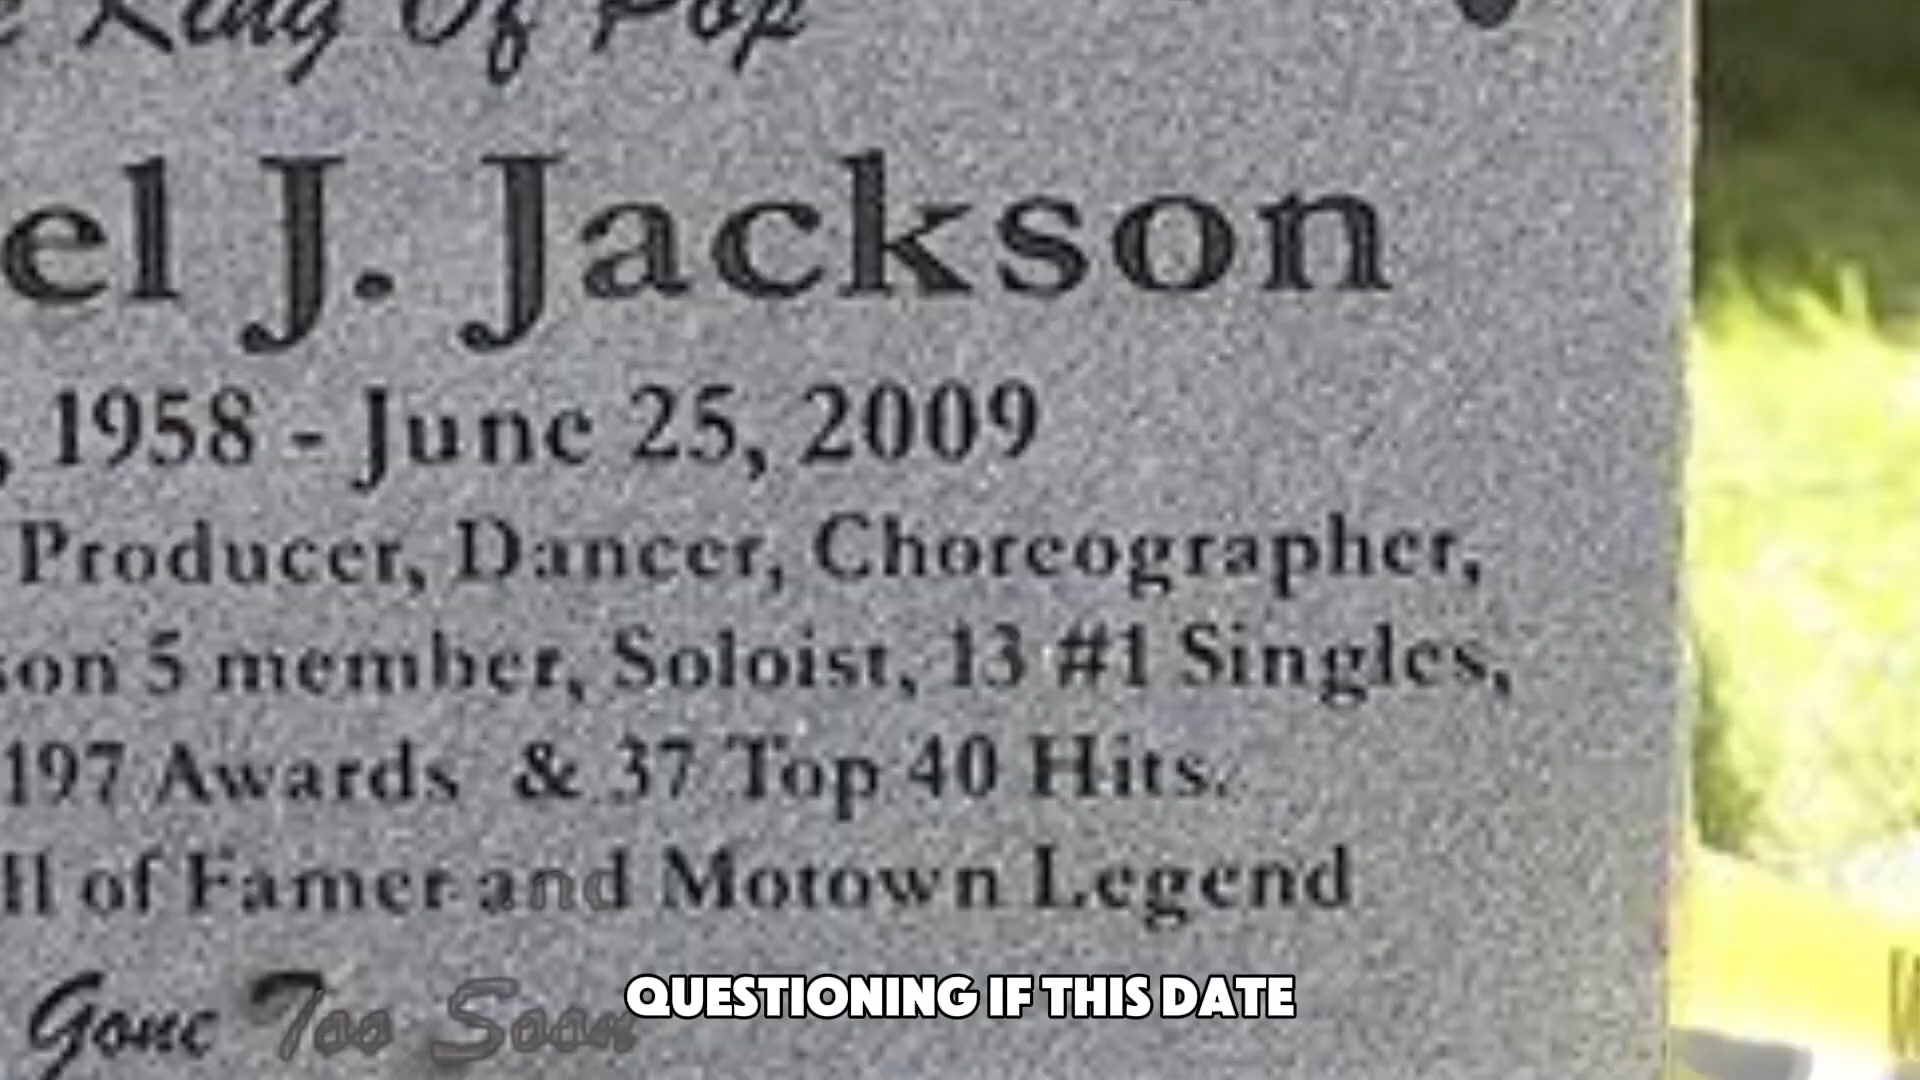 King Of Pop
el J. Jackson
, 1958 - June 25, 2009
Producer, Dancer, Choreographer,
son 5 member, Soloist, 13 #1 Singles,
197 Awards & 37 Top 40 Hits.
ll of Famer and Motown Legend
Gone Too Soon
QUESTIONING IF THIS DATE